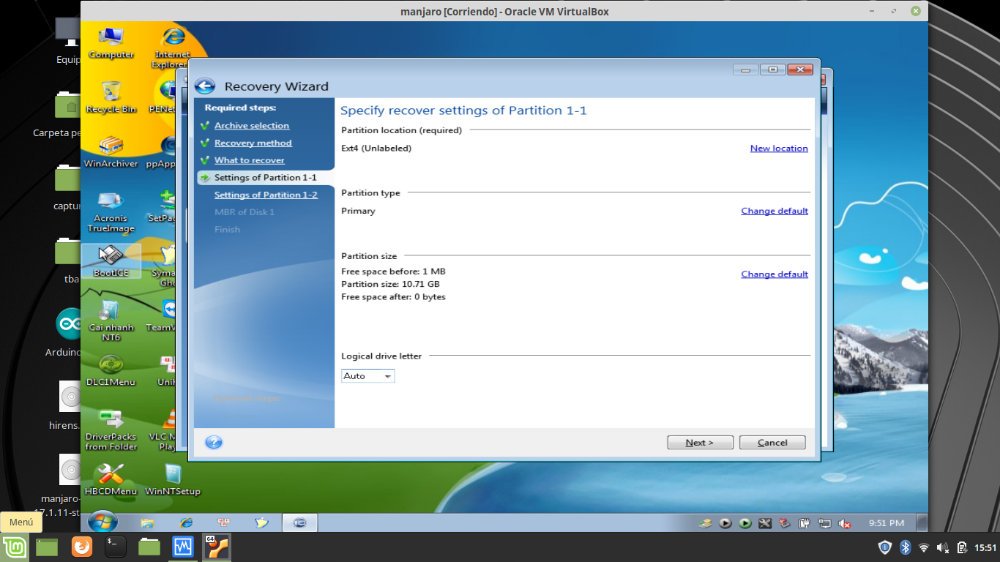 manjaro [Corriendo] - Oracle VM VirtualBox
Equip
Carpeta pe
captur
tba
Arduino
hirens.
manjaro-
17.1.11-st
Computer
Internet
Explorer
Recycle Bin
PENet
WinArchiver
ppApp
Acronis
TrueImage
SetPag
BootICE
Syma
Gho
Cai nhanh
NT6
TeamV
DLC1Menu
Unik
DriverPacks
from Folder
VLC M
Play
HBCDMenu
WinNTSetup
Recovery Wizard
Required steps:
Archive selection
Recovery method
What to recover
Settings of Partition 1-1
Settings of Partition 1-2
MBR of Disk 1
Finish
Optional steps:
Specify recover settings of Partition 1-1
Partition location (required)
Ext4 (Unlabeled)
New location
Partition type
Primary
Change default
Partition size
Free space before: 1 MB
Partition size: 10.71 GB
Free space after: 0 bytes
Change default
Logical drive letter
Auto
Next >
Cancel
9:51 PM
Menú
64
15:51